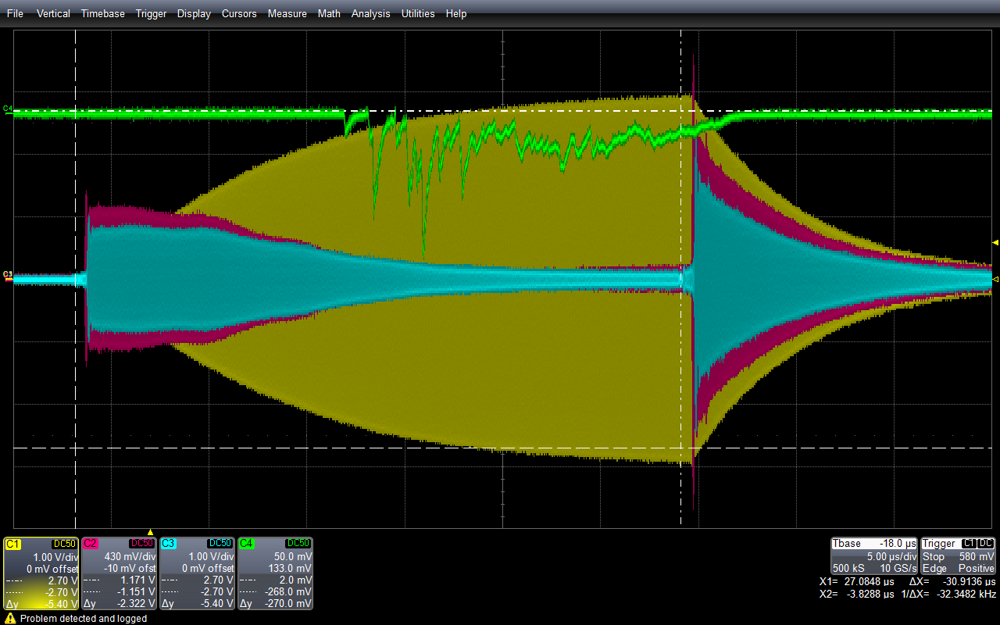 File Vertical Timebase Trigger Display Cursors Measure Math Analysis Utilities Help
C4
C1 DC50
1.00 V/div
0 mV offset
2.70 V
-2.70 V
Δy -5.40 V
C2 DC50
430 mV/div
-10 mV ofst
1.171 V
-1.151 V
Δy -2.322 V
C3 DC50
1.00 V/div
0 mV offset
2.70 V
-2.70 V
Δy -5.40 V
C4 DC50
50.0 mV
133.0 mV
2.0 mV
-268.0 mV
Δy -270.0 mV
Tbase -18.0 µs
5.00 µs/div
500 kS 10 GS/s
Trigger C1 DC
Stop 580 mV
Edge Positive
X1= 27.0848 µs ΔX= -30.9136 µs
X2= -3.8288 µs 1/ΔX= -32.3482 kHz
Problem detected and logged